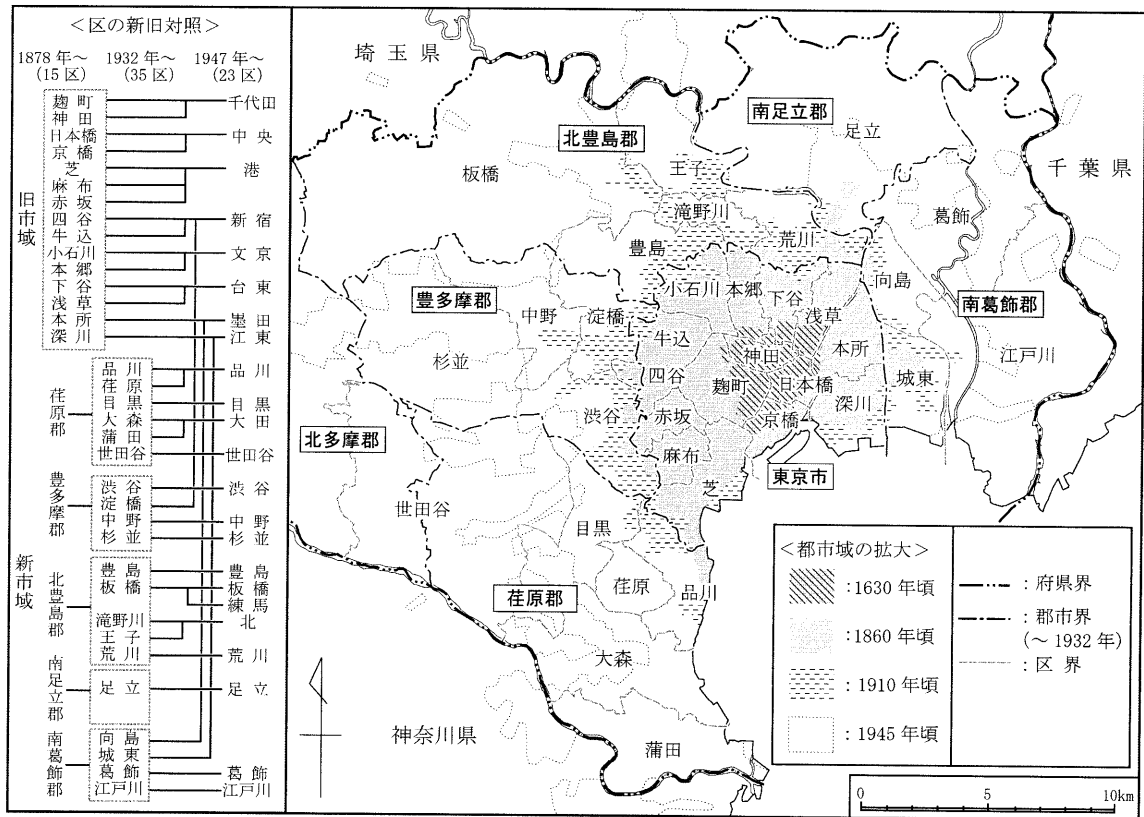 ＜区の新旧対照＞
1878年～ 1932年～ 1947年～
(15区) (35区) (23区)
旧市域
麹町
神田
千代田
日本橋
京橋
中央
芝
麻布
赤坂
港
四谷
牛込
新宿
小石川
本郷
文京
下谷
浅草
台東
本所
墨田
深川
江東
新市域
荏原郡
品川
荏原
品川
目黒
目黒
大森
蒲田
大田
世田谷
世田谷
豊多摩郡
渋谷
渋谷
淀橋
中野
中野
杉並
杉並
北豊島郡
豊島
豊島
板橋
板橋
練馬
滝野川
王子
北
荒川
荒川
南足立郡
足立
足立
南葛飾郡
向島
城東
葛飾
葛飾
江戸川
江戸川
埼玉県
南足立郡
足立
北豊島郡
千葉県
板橋
王子
滝野川
葛飾
荒川
豊島
向島
豊多摩郡
小石川
本郷
下谷
南葛飾郡
中野
淀橋
浅草
牛込
神田
本所
江戸川
杉並
四谷
麹町
日本橋
城東
渋谷
赤坂
京橋
深川
北多摩郡
麻布
東京市
芝
世田谷
目黒
荏原郡
荏原
品川
大森
神奈川県
蒲田
＜都市域の拡大＞
：1630年頃
：1860年頃
：1910年頃
：1945年頃
：府県界
：郡市界
(～1932年)
：区界
0 5 10km